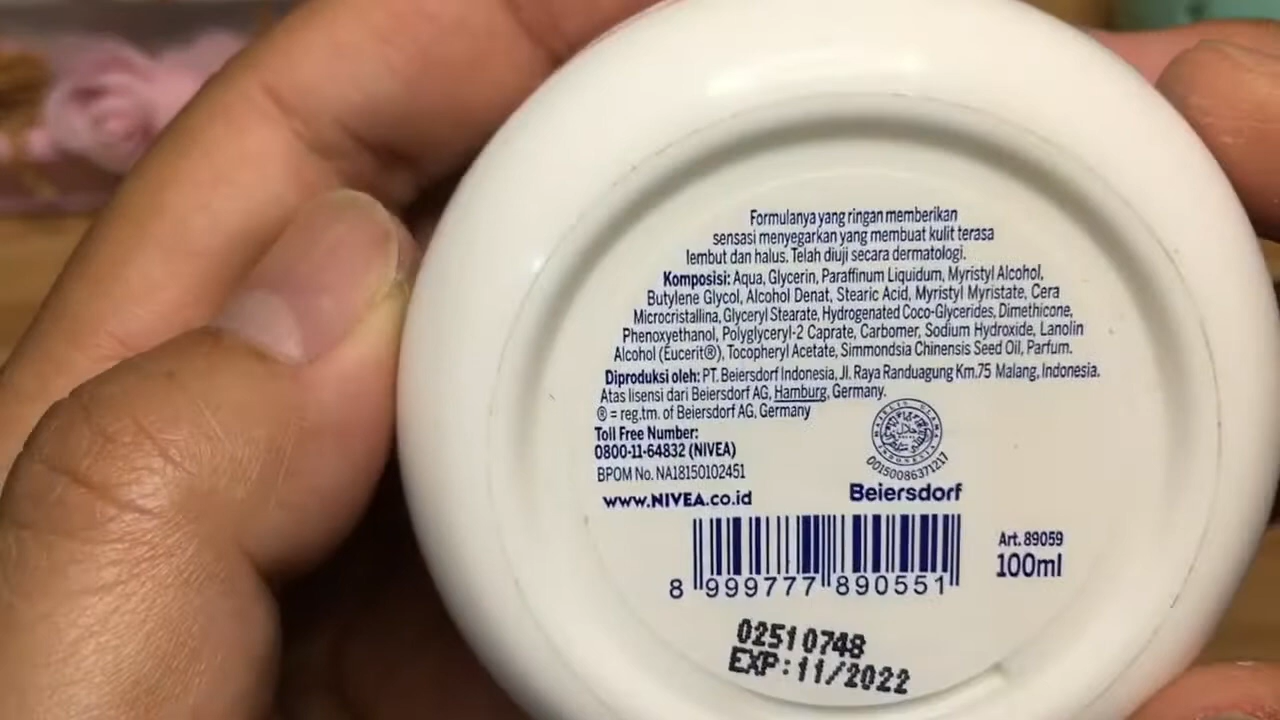 Formulanya yang ringan memberikan
sensasi menyegarkan yang membuat kulit terasa
lembut dan halus. Telah diuji secara dermatologi.
Komposisi: Aqua, Glycerin, Paraffinum Liquidum, Myristyl Alcohol,
Butylene Glycol, Alcohol Denat, Stearic Acid, Myristyl Myristate, Cera
Microcristallina, Glyceryl Stearate, Hydrogenated Coco-Glycerides, Dimethicone,
Phenoxyethanol, Polyglyceryl-2 Caprate, Carbomer, Sodium Hydroxide, Lanolin
Alcohol (Eucerit®), Tocopheryl Acetate, Simmondsia Chinensis Seed Oil, Parfum.
Diproduksi oleh: PT. Beiersdorf Indonesia, Jl. Raya Randuagung Km.75 Malang, Indonesia.
Atas lisensi dari Beiersdorf AG, Hamburg, Germany.
® = reg.tm. of Beiersdorf AG, Germany
Toll Free Number:
0800-11-64832 (NIVEA)
BPOM No. NA18150102451
www.NIVEA.co.id
MAJELIS ULAMA INDONESIA
حلال
00150086371217
Beiersdorf
8 999777 890551
Art. 89059
100ml
02510748
EXP:11/2022